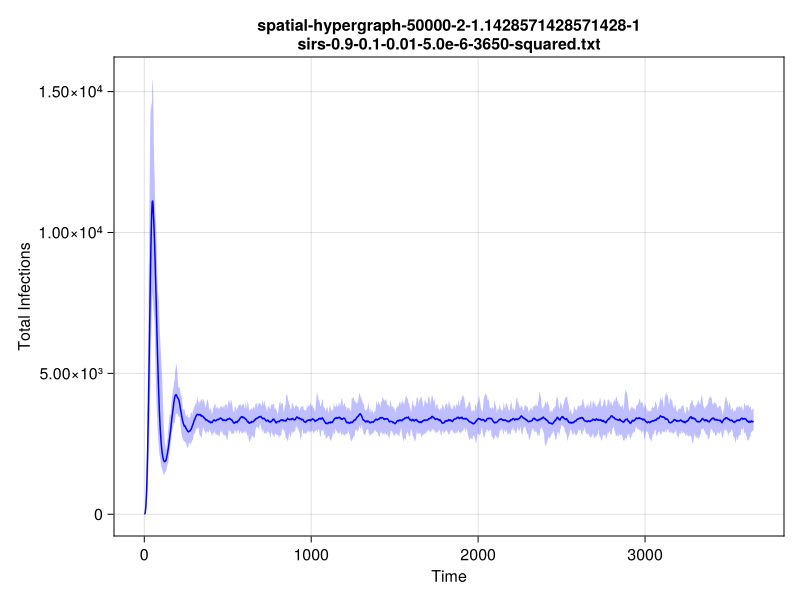 spatial-hypergraph-50000-2-1.1428571428571428-1
sirs-0.9-0.1-0.01-5.0e-6-3650-squared.txt
1.50×10⁴
1.00×10⁴
5.00×10³
0
Total Infections
0 1000 2000 3000
Time